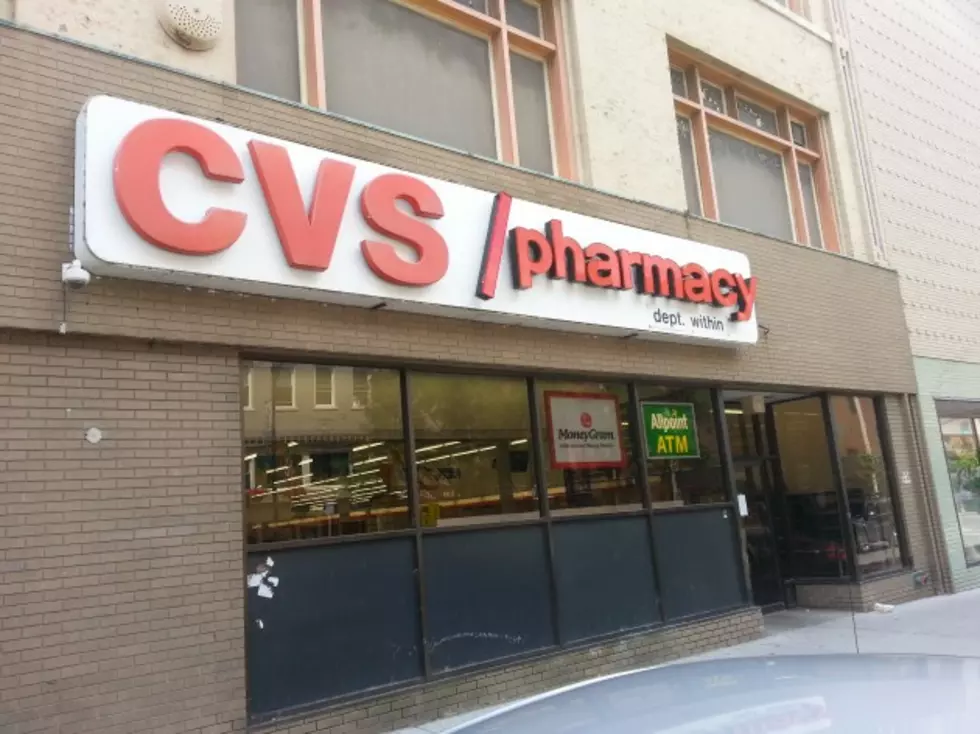 CVS/pharmacy
dept. within
MoneyGram
Allpoint
ATM